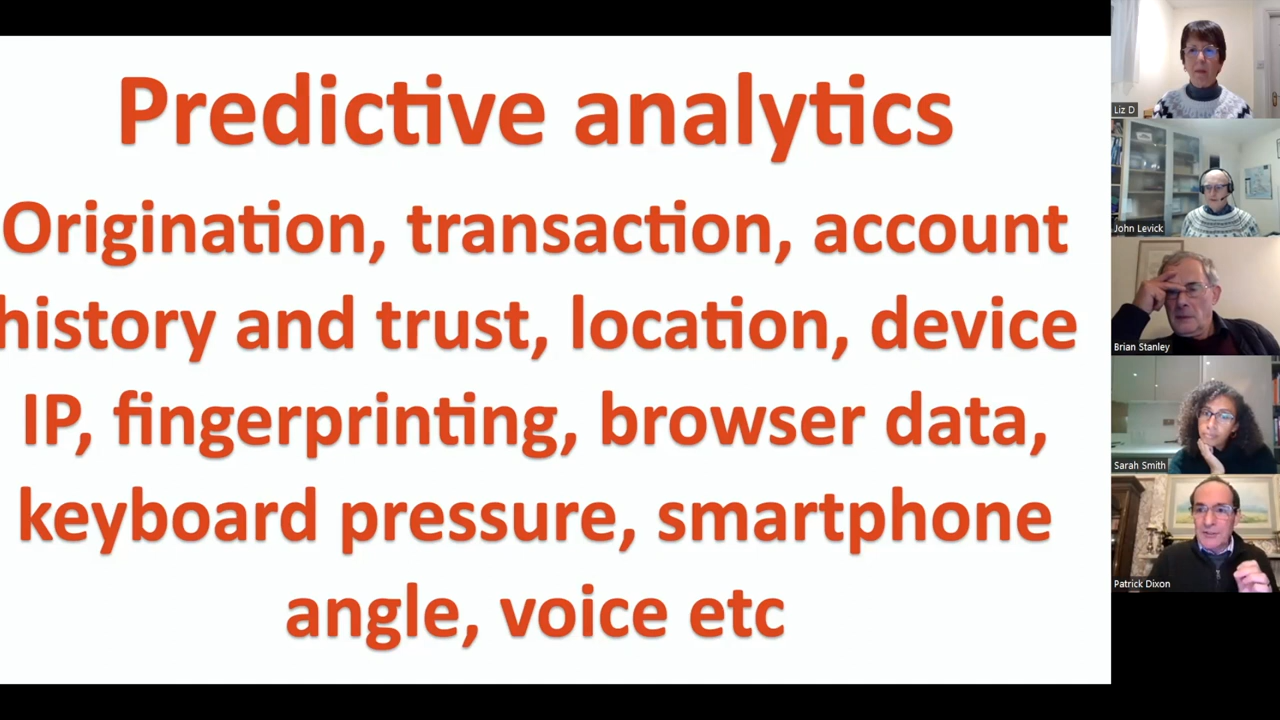 Predictive analytics
Origination, transaction, account
history and trust, location, device
IP, fingerprinting, browser data,
keyboard pressure, smartphone
angle, voice etc
Liz D
John Levick
Brian Stanley
Sarah Smith
Patrick Dixon